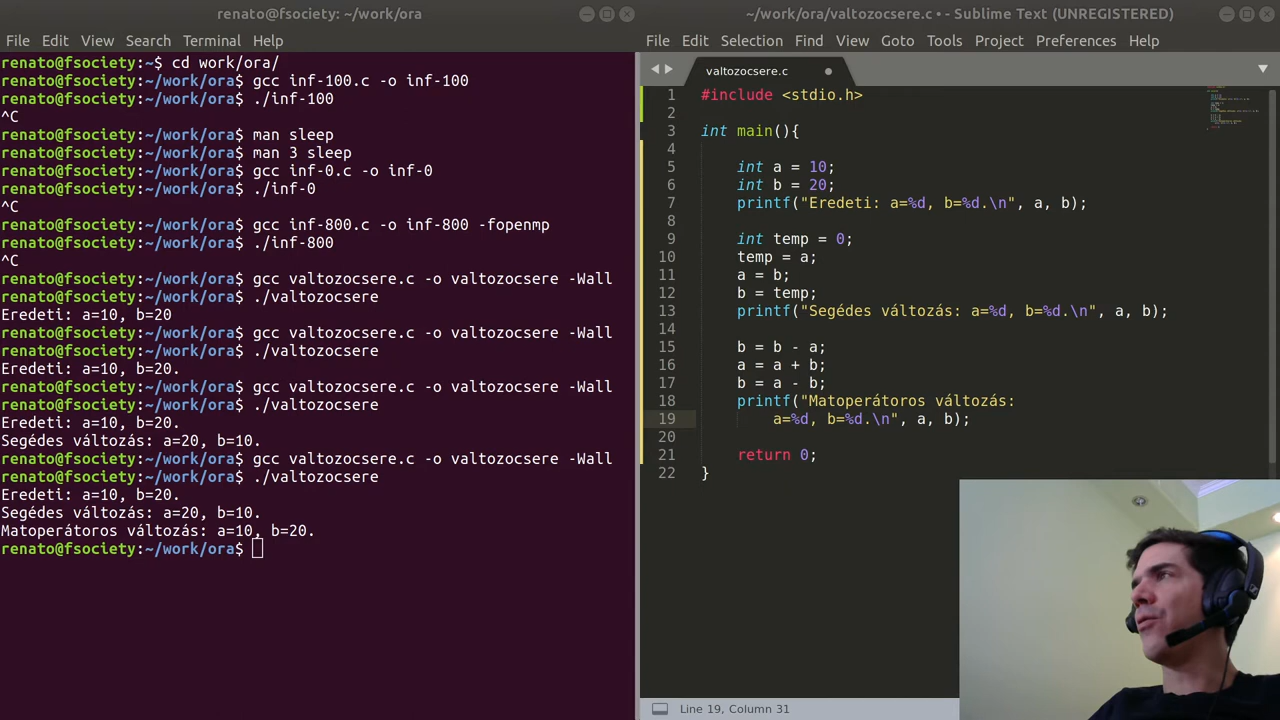 renato@fsociety: ~/work/ora
File Edit View Search Terminal Help
renato@fsociety:~$ cd work/ora/
renato@fsociety:~/work/ora$ gcc inf-100.c -o inf-100
renato@fsociety:~/work/ora$ ./inf-100
^C
renato@fsociety:~/work/ora$ man sleep
renato@fsociety:~/work/ora$ man 3 sleep
renato@fsociety:~/work/ora$ gcc inf-0.c -o inf-0
renato@fsociety:~/work/ora$ ./inf-0
^C
renato@fsociety:~/work/ora$ gcc inf-800.c -o inf-800 -fopenmp
renato@fsociety:~/work/ora$ ./inf-800
^C
renato@fsociety:~/work/ora$ gcc valtozocsere.c -o valtozocsere -Wall
renato@fsociety:~/work/ora$ ./valtozocsere
Eredeti: a=10, b=20
renato@fsociety:~/work/ora$ gcc valtozocsere.c -o valtozocsere -Wall
renato@fsociety:~/work/ora$ ./valtozocsere
Eredeti: a=10, b=20.
renato@fsociety:~/work/ora$ gcc valtozocsere.c -o valtozocsere -Wall
renato@fsociety:~/work/ora$ ./valtozocsere
Eredeti: a=10, b=20.
Segédes változás: a=20, b=10.
renato@fsociety:~/work/ora$ gcc valtozocsere.c -o valtozocsere -Wall
renato@fsociety:~/work/ora$ ./valtozocsere
Eredeti: a=10, b=20.
Segédes változás: a=20, b=10.
Matoperátoros változás: a=10, b=20.
renato@fsociety:~/work/ora$
~/work/ora/valtozocsere.c • - Sublime Text (UNREGISTERED)
File Edit Selection Find View Goto Tools Project Preferences Help
valtozocsere.c
1 #include <stdio.h>
2
3 int main(){
4
5 int a = 10;
6 int b = 20;
7 printf("Eredeti: a=%d, b=%d.\n", a, b);
8
9 int temp = 0;
10 temp = a;
11 a = b;
12 b = temp;
13 printf("Segédes változás: a=%d, b=%d.\n", a, b);
14
15 b = b - a;
16 a = a + b;
17 b = a - b;
18 printf("Matoperátoros változás:
19 a=%d, b=%d.\n", a, b);
20
21 return 0;
22 }
Line 19, Column 31